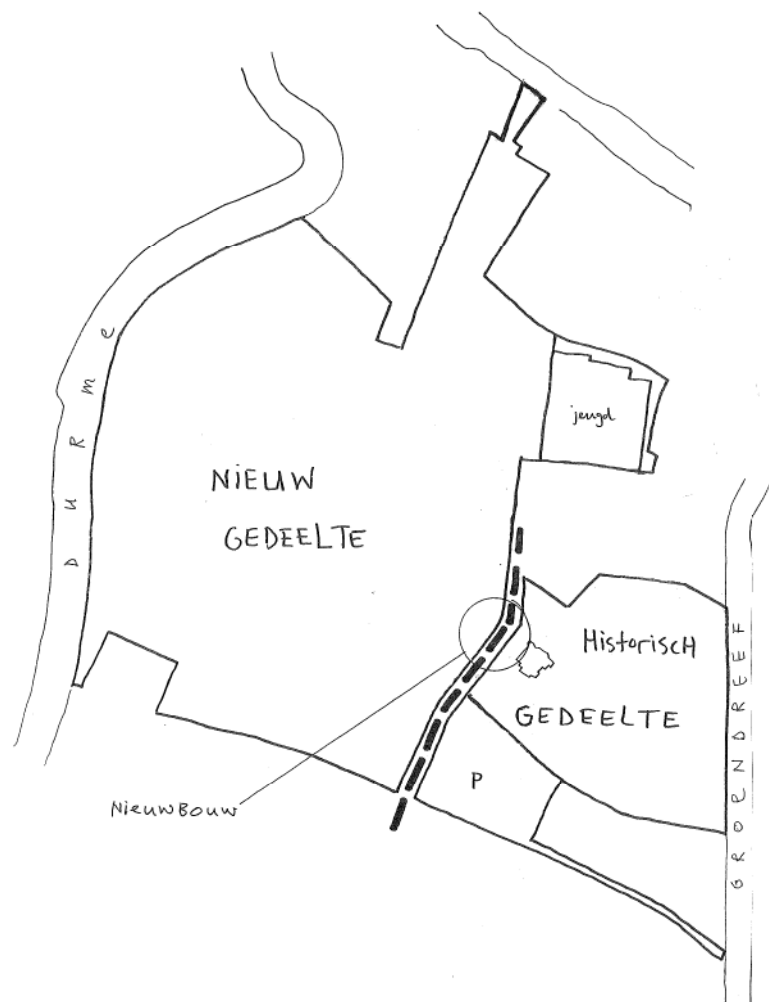 DURme
jeugd
NIEUW
GEDEELTE
HistoriscH
GEDEELTE
GROENDREEF
P
NieuwBouw